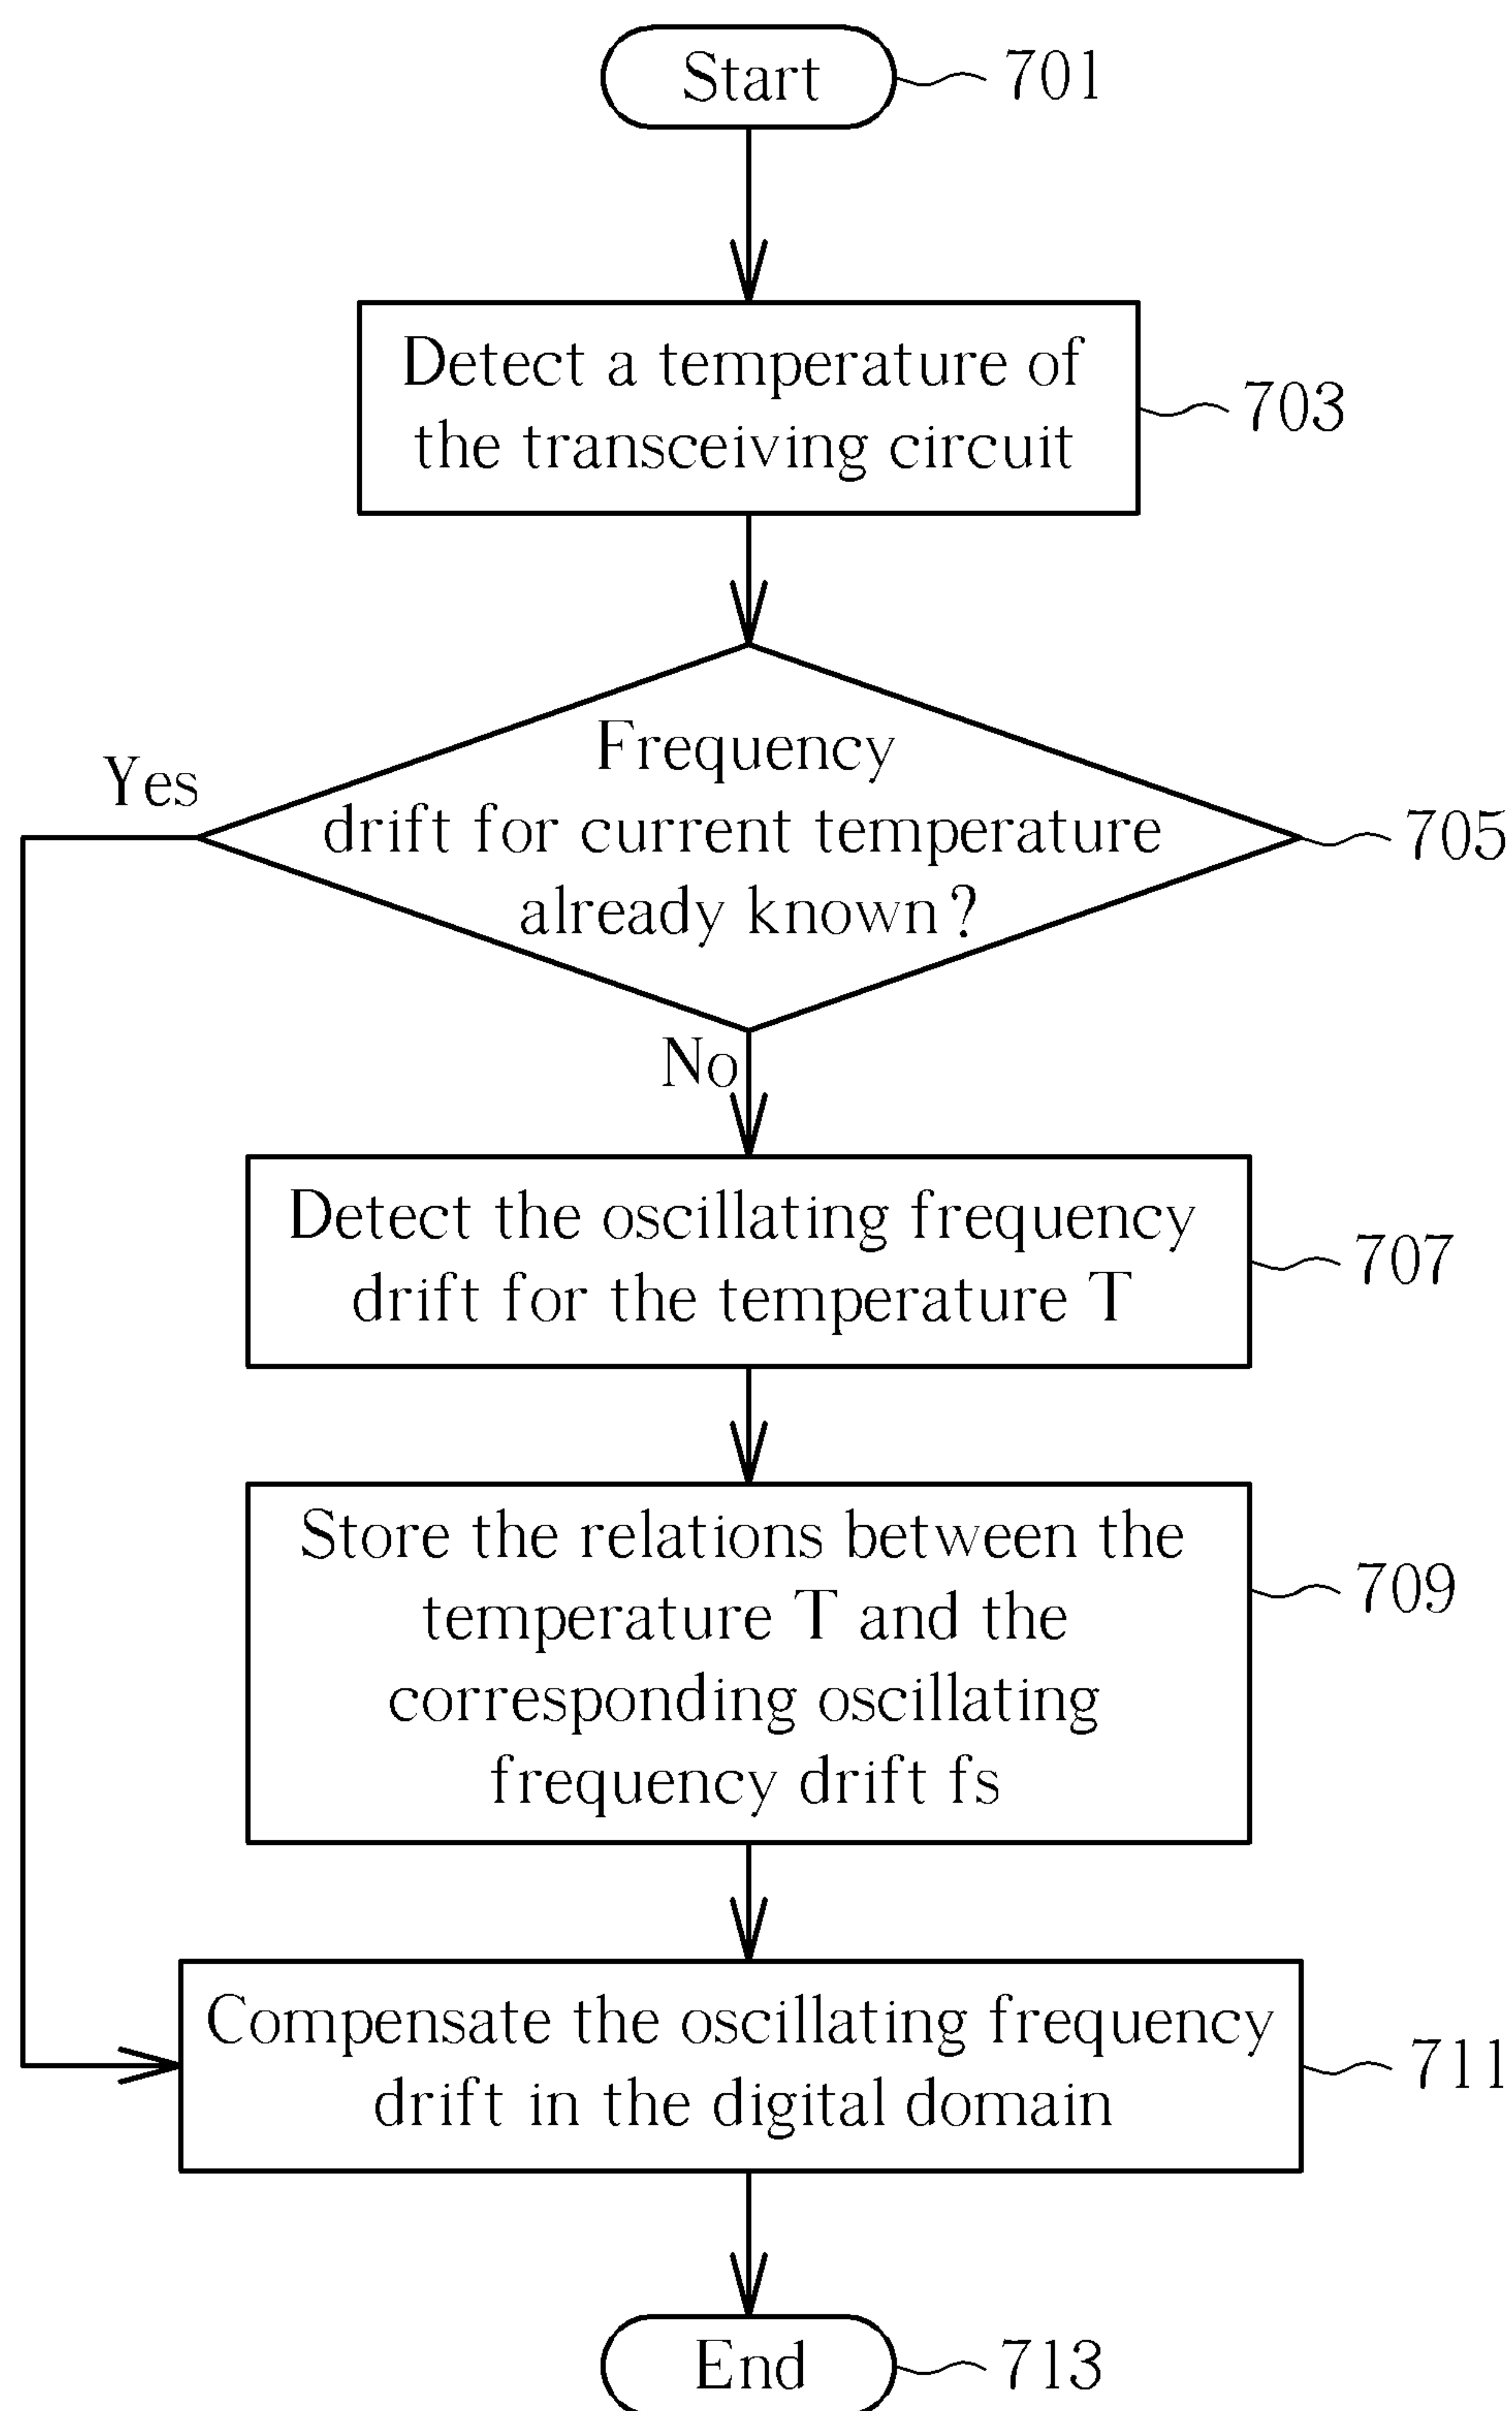 Start
701
Detect a temperature of
the transceiving circuit
703
Frequency
drift for current temperature
already known?
705
Yes
No
Detect the oscillating frequency
drift for the temperature T
707
Store the relations between the
temperature T and the
corresponding oscillating
frequency drift fs
709
Compensate the oscillating frequency
drift in the digital domain
711
End
713